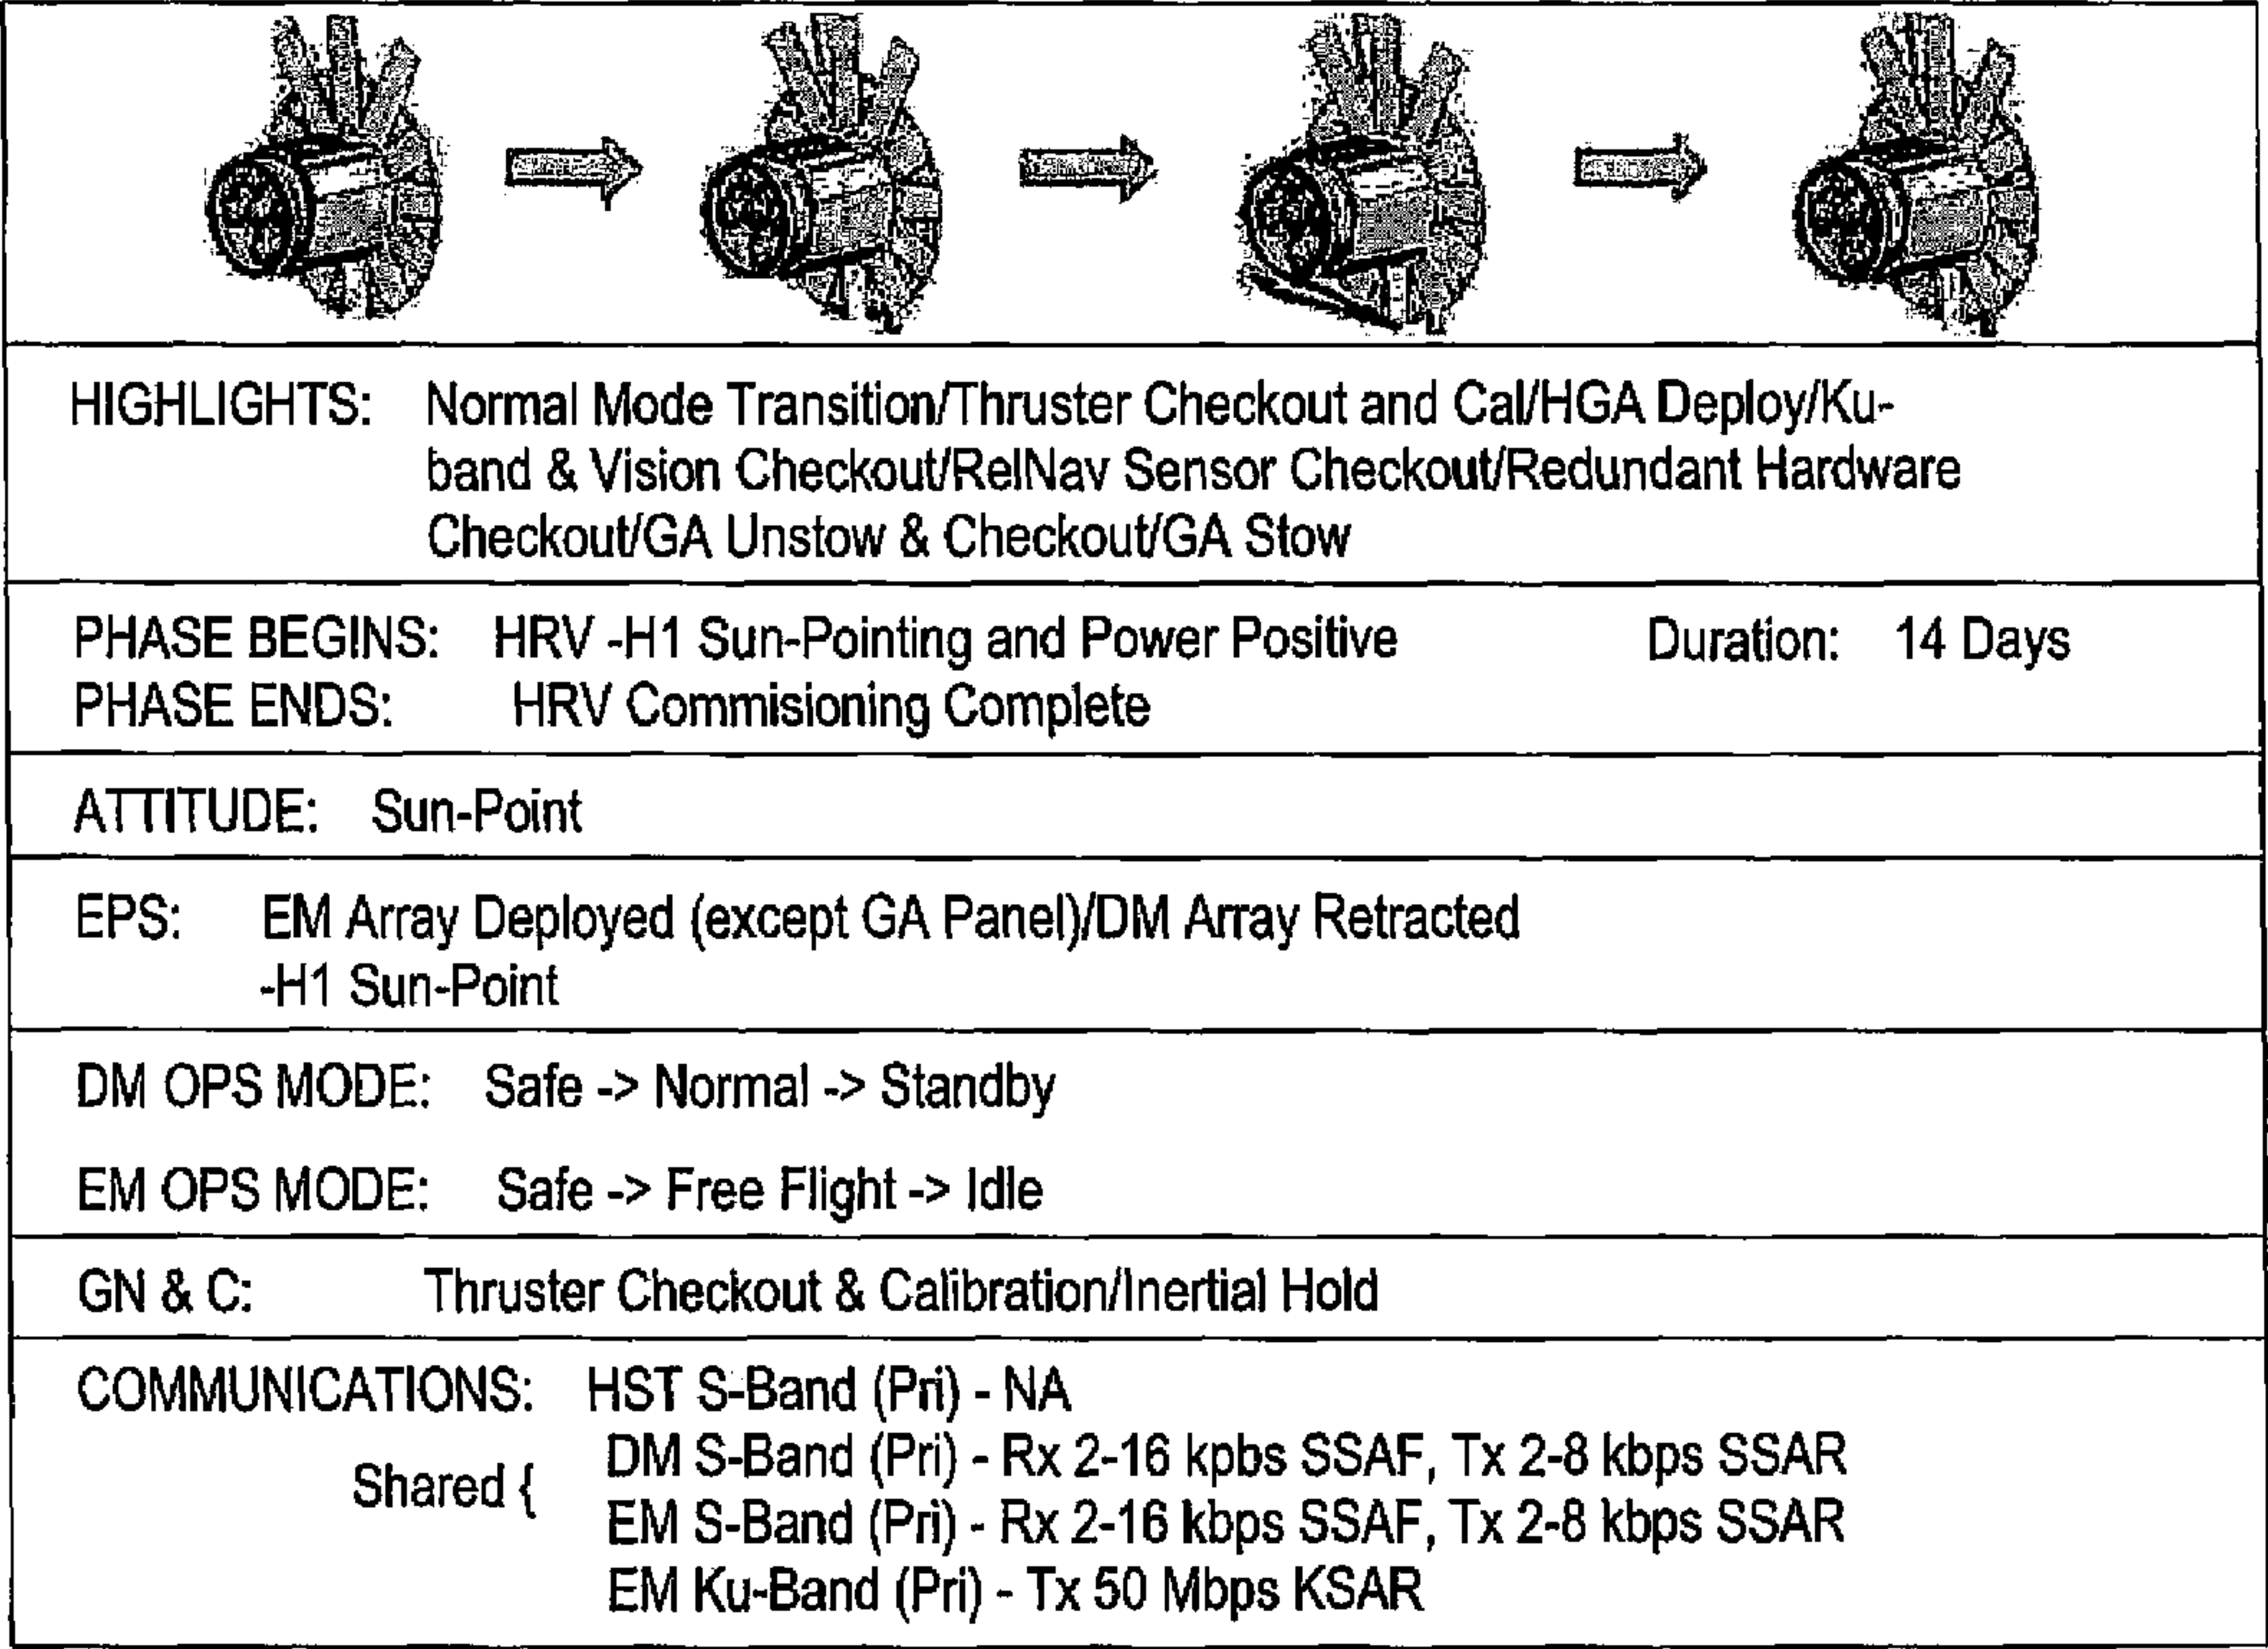 HIGHLIGHTS: Normal Mode Transition/Thruster Checkout and Cal/HGA Deploy/Ku-
band & Vision Checkout/RelNav Sensor Checkout/Redundant Hardware
Checkout/GA Unstow & Checkout/GA Stow
PHASE BEGINS: HRV -H1 Sun-Pointing and Power Positive Duration: 14 Days
PHASE ENDS: HRV Commisioning Complete
ATTITUDE: Sun-Point
EPS: EM Array Deployed (except GA Panel)/DM Array Retracted
-H1 Sun-Point
DM OPS MODE: Safe -> Normal -> Standby
EM OPS MODE: Safe -> Free Flight -> Idle
GN & C: Thruster Checkout & Calibration/Inertial Hold
COMMUNICATIONS: HST S-Band (Pri) - NA
Shared { DM S-Band (Pri) - Rx 2-16 kpbs SSAF, Tx 2-8 kbps SSAR
EM S-Band (Pri) - Rx 2-16 kbps SSAF, Tx 2-8 kbps SSAR
EM Ku-Band (Pri) - Tx 50 Mbps KSAR